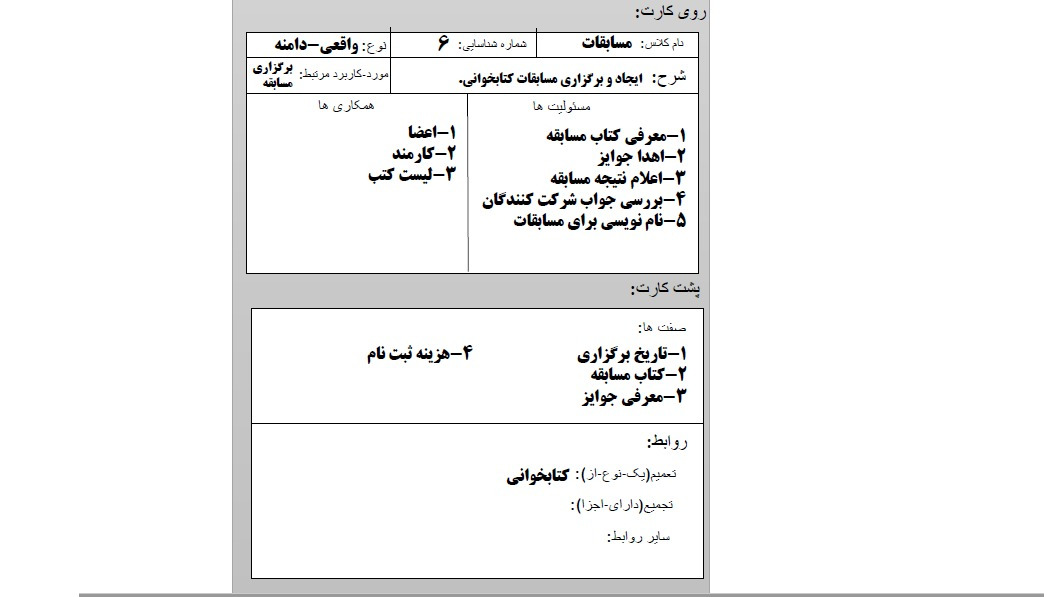 روی کارت:
نام کلاس: مسابقات شماره شناسایی: ۶ نوع: واقعی-دامنه
شرح: ایجاد و برگزاری مسابقات کتابخوانی. مورد-کاربرد مرتبط: برگزاری مسابقه
مسئولیت ها
۱-معرفی کتاب مسابقه
۲-اهدا جوایز
۳-اعلام نتیجه مسابقه
۴-بررسی جواب شرکت کنندگان
۵-نام نویسی برای مسابقات
همکاری ها
۱-اعضا
۲-کارمند
۳-لیست کتب
پشت کارت:
صفت ها:
۱-تاریخ برگزاری ۴-هزینه ثبت نام
۲-کتاب مسابقه
۳-معرفی جوایز
روابط:
تعمیم(یک-نوع-از): کتابخوانی
تجمیع(دارای-اجزا):
سایر روابط: